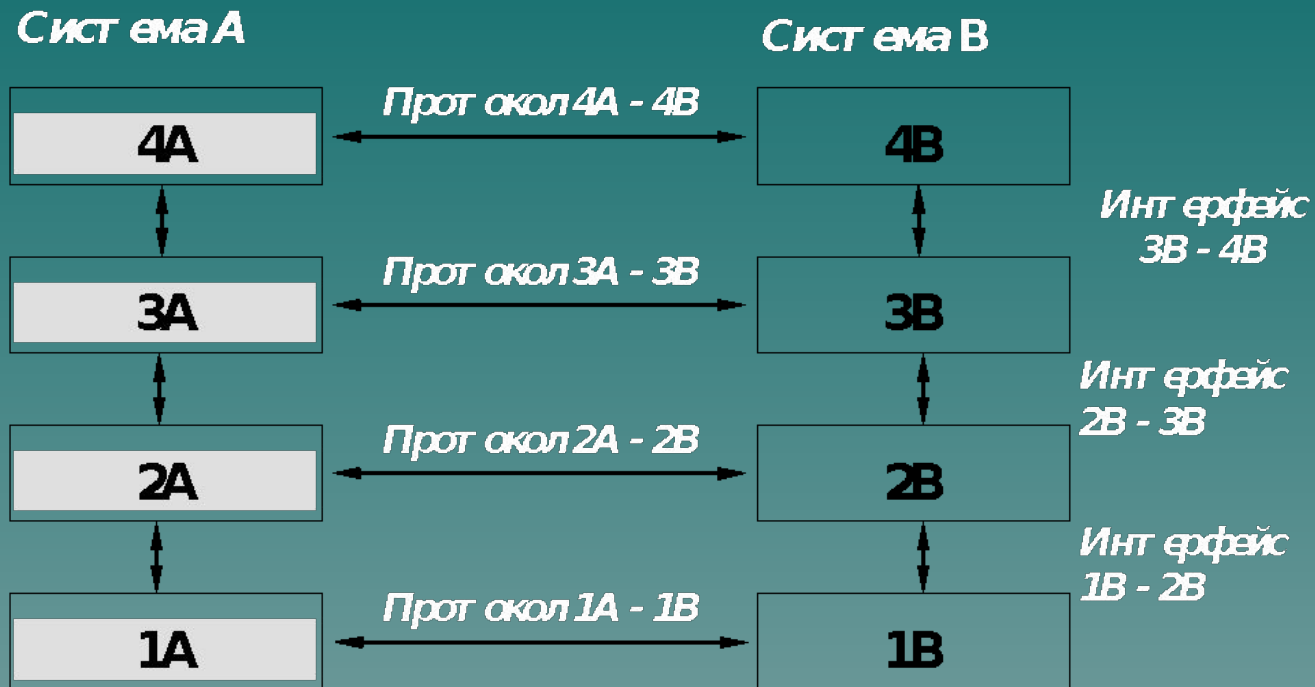 Система А
Система В
Протокол 4А - 4В
4А
4В
Интерфейс
3В - 4В
Протокол 3А - 3В
3А
3В
Интерфейс
2В - 3В
Протокол 2А - 2В
2А
2В
Интерфейс
1В - 2В
Протокол 1А - 1В
1А
1В